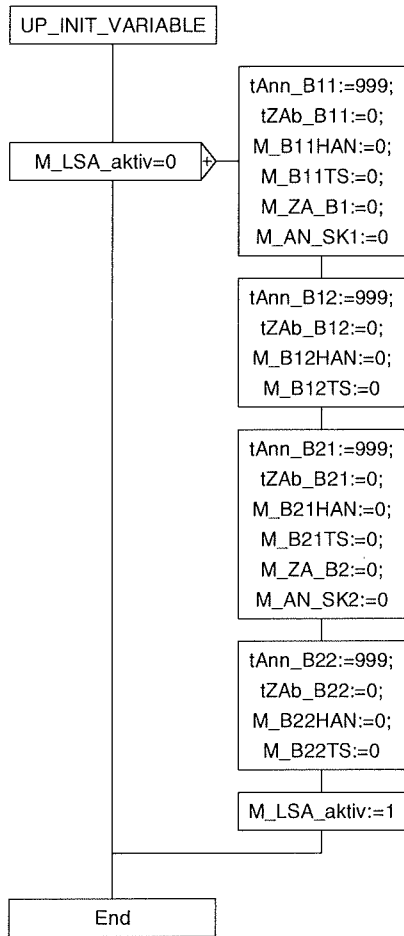 UP_INIT_VARIABLE
M_LSA_aktiv=0
+
tAnn_B11:=999;
tZAb_B11:=0;
M_B11HAN:=0;
M_B11TS:=0;
M_ZA_B1:=0;
M_AN_SK1:=0
tAnn_B12:=999;
tZAb_B12:=0;
M_B12HAN:=0;
M_B12TS:=0
tAnn_B21:=999;
tZAb_B21:=0;
M_B21HAN:=0;
M_B21TS:=0;
M_ZA_B2:=0;
M_AN_SK2:=0
tAnn_B22:=999;
tZAb_B22:=0;
M_B22HAN:=0;
M_B22TS:=0
M_LSA_aktiv:=1
End